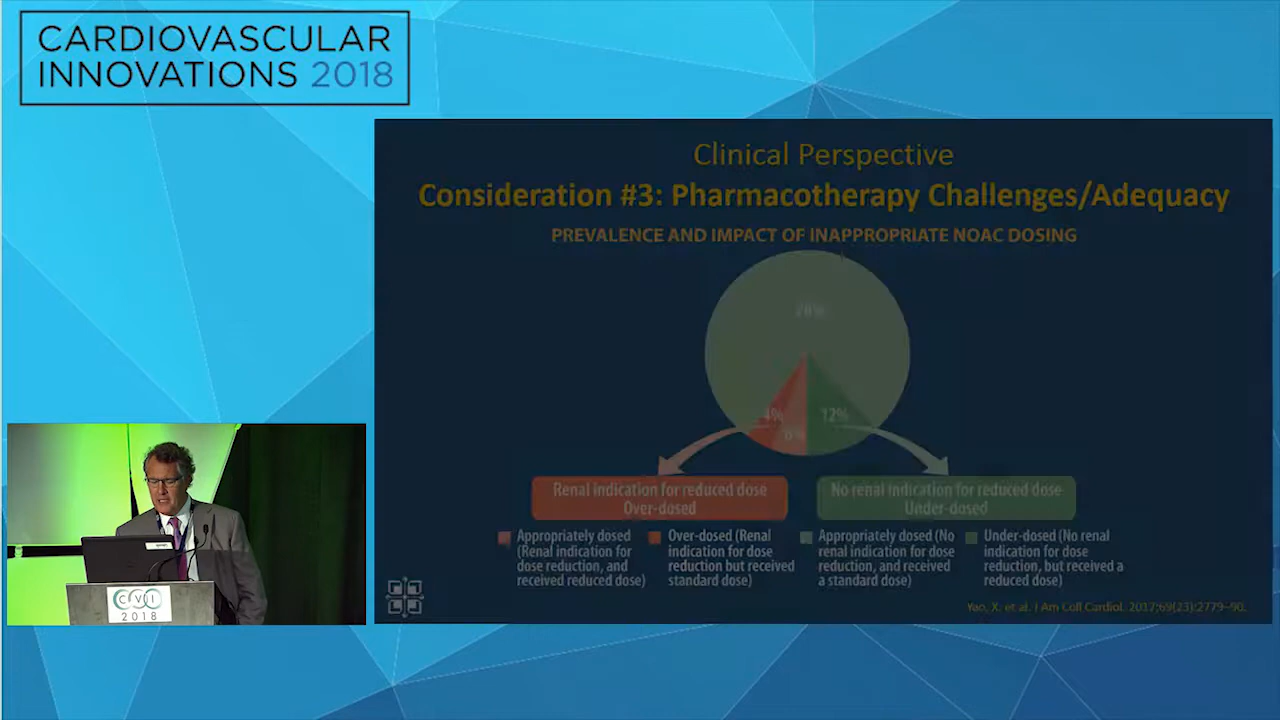 CARDIOVASCULAR
INNOVATIONS 2018
Clinical Perspective
Consideration #3: Pharmacotherapy Challenges/Adequacy
PREVALENCE AND IMPACT OF INAPPROPRIATE NOAC DOSING
78%
4%
12%
6%
Renal indication for reduced dose
Over-dosed
No renal indication for reduced dose
Under-dosed
Appropriately dosed
(Renal indication for
dose reduction, and
received reduced dose)
Over-dosed (Renal
indication for dose
reduction but received
standard dose)
Appropriately dosed (No
renal indication for dose
reduction, and received
a standard dose)
Under-dosed (No renal
indication for dose
reduction, but received a
reduced dose)
Yao, X. et al. J Am Coll Cardiol. 2017;69(23):2779–90.
2018